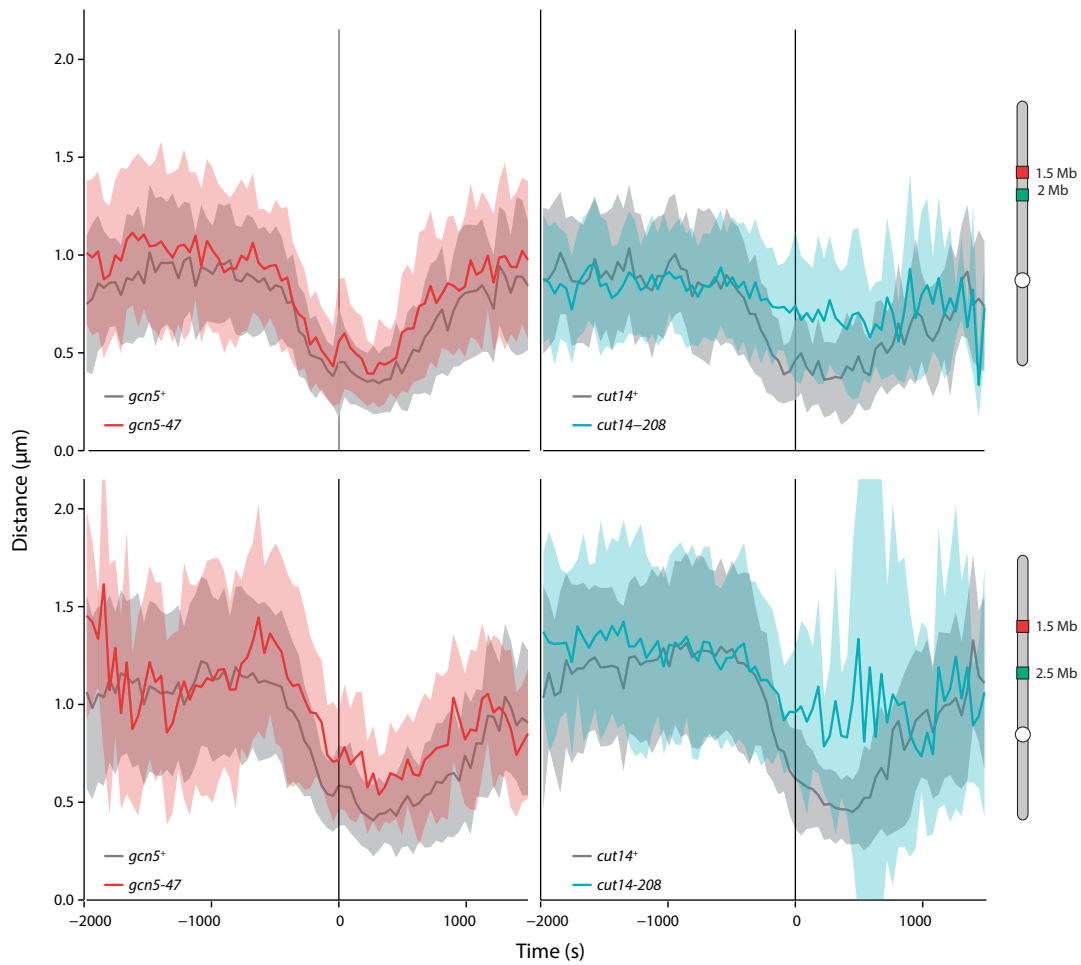 2.0
1.5
1.0
0.5
0.0
gcn5⁺
gcn5-47
cut14⁺
cut14–208
1.5 Mb
2 Mb
Distance (μm)
2.0
1.5
1.0
0.5
0.0
gcn5⁺
gcn5-47
cut14⁺
cut14-208
1.5 Mb
2.5 Mb
−2000 −1000 0 1000 −2000 −1000 0 1000
Time (s)